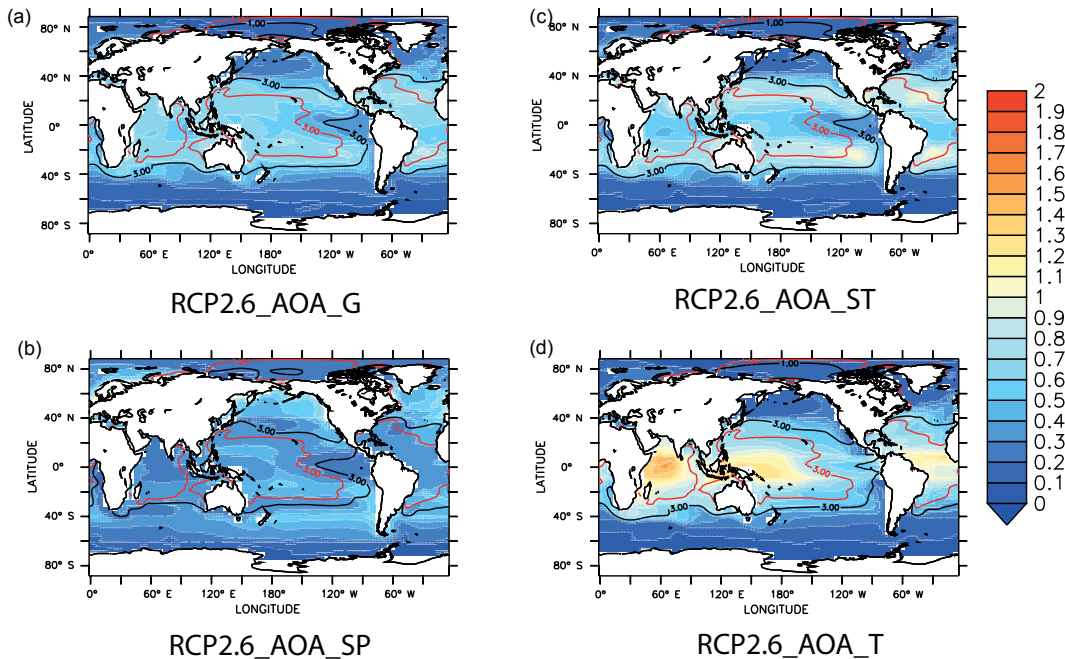 (a)
80° N
40° N
0°
40° S
80° S
LATITUDE
1.00
3.00
3.00
3.00
3.00
0°
60° E
120° E
120° W
60° W
LONGITUDE
RCP2.6_AOA_G
(c)
80° N
40° N
0°
40° S
80° S
LATITUDE
1.00
3.00
3.00
3.00
3.00
0°
60° E
120° E
120° W
60° W
LONGITUDE
RCP2.6_AOA_ST
(b)
80° N
40° N
0°
40° S
80° S
LATITUDE
3.00
3.00
3.00
3.00
0°
60° E
120° E
120° W
60° W
LONGITUDE
RCP2.6_AOA_SP
(d)
80° N
40° N
0°
40° S
80° S
LATITUDE
1.00
3.00
3.00
3.00
3.00
0°
60° E
120° E
120° W
60° W
LONGITUDE
RCP2.6_AOA_T
2
1.9
1.8
1.7
1.6
1.5
1.4
1.3
1.2
1.1
1
0.9
0.8
0.7
0.6
0.5
0.4
0.3
0.2
0.1
0